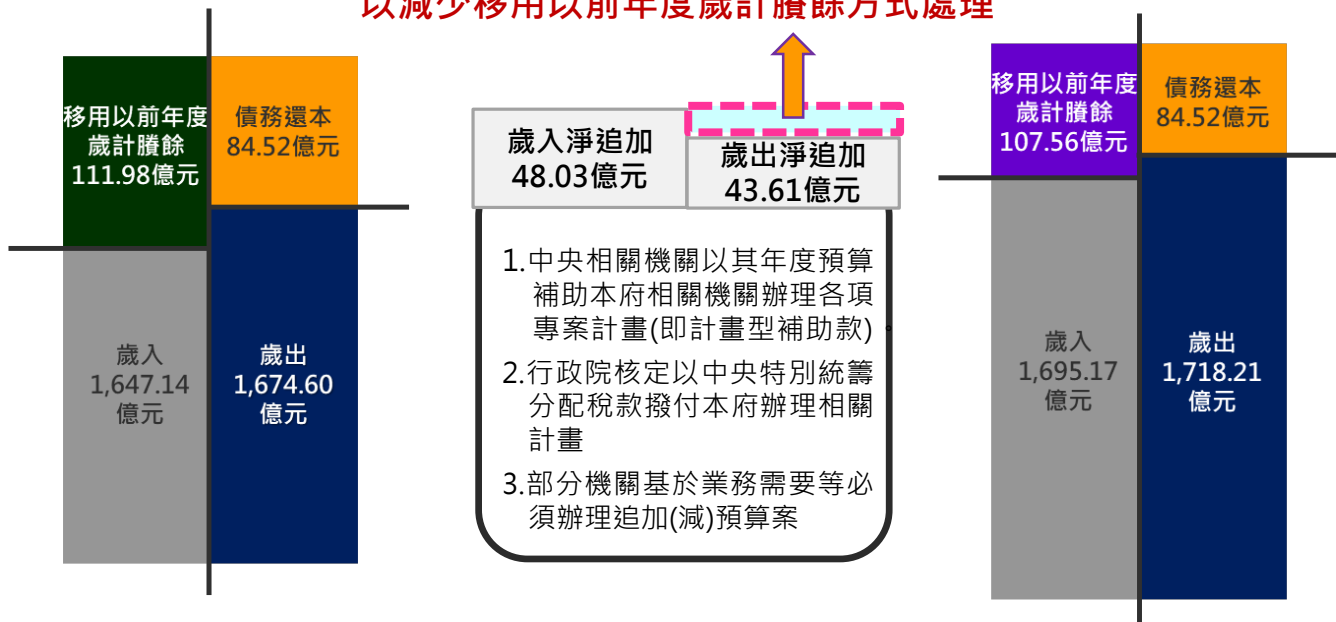 以減少移用以前年度歲計賸餘方式處理
移用以前年度
歲計賸餘
111.98億元
債務還本
84.52億元
歲入
1,647.14
億元
歲出
1,674.60
億元
歲入淨追加
48.03億元
歲出淨追加
43.61億元
1.中央相關機關以其年度預算
補助本府相關機關辦理各項
專案計畫(即計畫型補助款)。
2.行政院核定以中央特別統籌
分配稅款撥付本府辦理相關
計畫
3.部分機關基於業務需要等必
須辦理追加(減)預算案
移用以前年度
歲計賸餘
107.56億元
債務還本
84.52億元
歲入
1,695.17
億元
歲出
1,718.21
億元